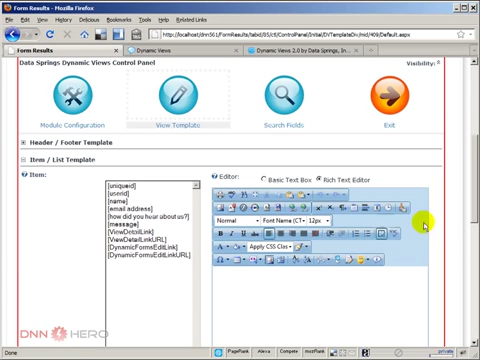 Form Results - Mozilla Firefox
File Edit View History Bookmarks Tools Related Links
http://localhost/dnn561/FormResults/tabid/85/ctl/Initial/DVTemplateDiv/mid/409/Default.aspx
Form Results Dynamic Views Dynamic Views 2.0 by Data Springs, In...
Data Springs Dynamic Views Control Panel Visibility:
Module Configuration View Template Search Fields Exit
Header / Footer Template
Item / List Template
Item: Editor: Basic Text Box Rich Text Editor
[uniqueid]
[userid]
[name]
[email address]
[how did you hear about us?]
[message]
[ViewDetailLink]
[ViewDetailLinkURL]
[DynamicFormsEditLink]
[DynamicFormsEditLinkURL]
Normal Font Name (CT 12px
B I U abc
A Apply CSS Clas
DNN HERO
Done PageRank Alexa Compete mozRank private